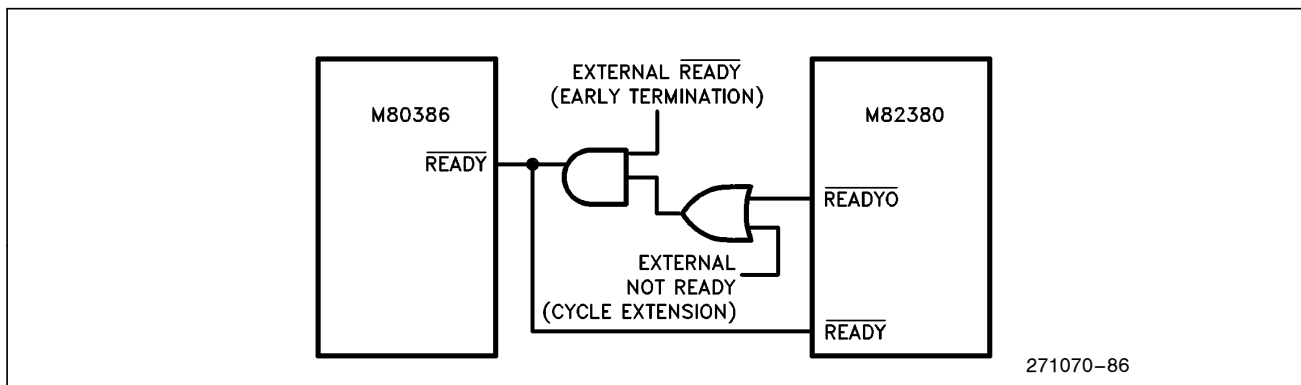 EXTERNAL READY
(EARLY TERMINATION)
M80386
M82380
READY
READYO
EXTERNAL
NOT READY
(CYCLE EXTENSION)
READY
271070–86